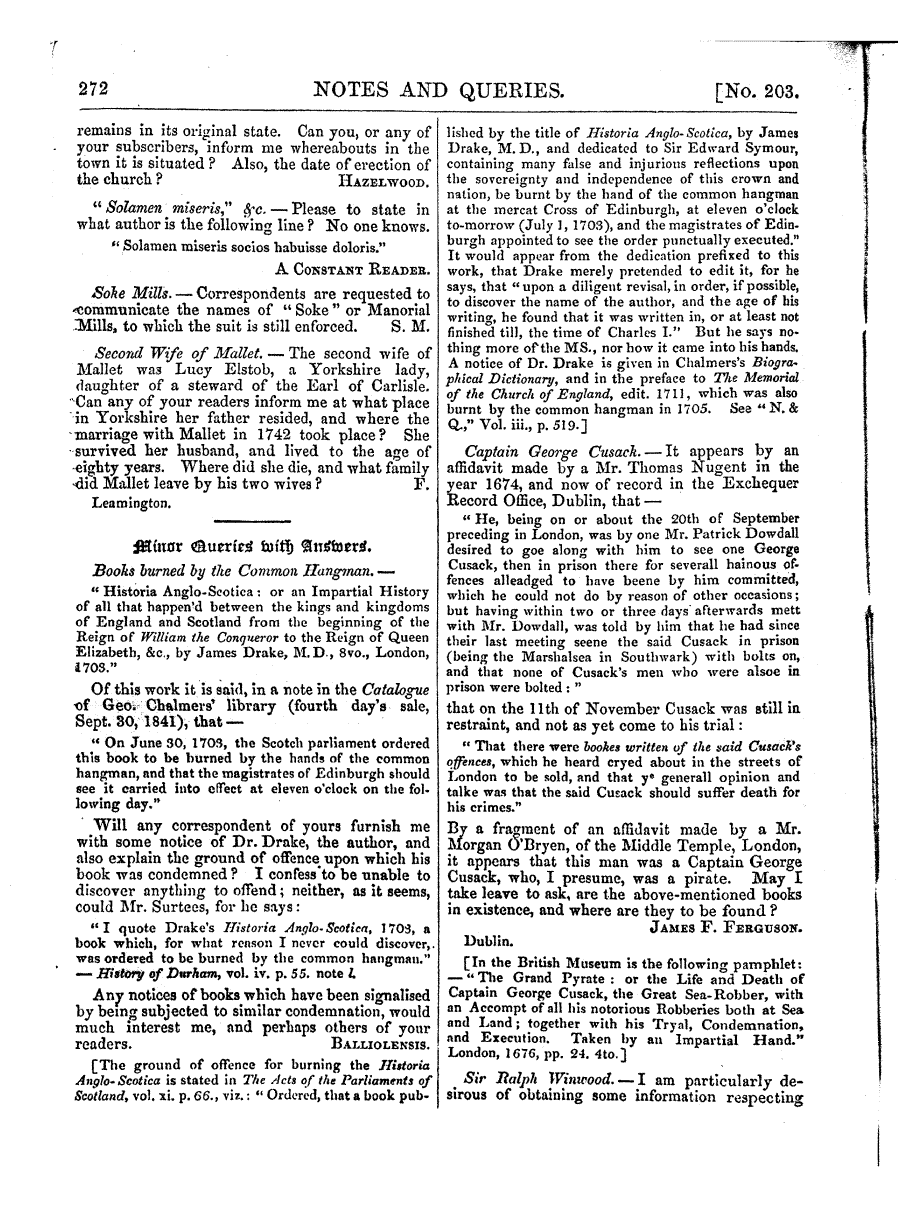 272 NOTES AND QUERIES. [No. 203.
remains in its original state. Can you, or any of
your subscribers, inform me whereabouts in the
town it is situated? Also, the date of erection of
the church? HAZELWOOD.
"Solamen miseris," &c. — Please to state in
what author is the following line? No one knows.
"Solamen miseris socios habuisse doloris."
A CONSTANT READER.
Soke Mills. — Correspondents are requested to
communicate the names of "Soke" or Manorial
Mills, to which the suit is still enforced. S. M.
Second Wife of Mallet. — The second wife of
Mallet was Lucy Elstob, a Yorkshire lady,
daughter of a steward of the Earl of Carlisle.
Can any of your readers inform me at what place
in Yorkshire her father resided, and where the
marriage with Mallet in 1742 took place? She
survived her husband, and lived to the age of
eighty years. Where did she die, and what family
did Mallet leave by his two wives? F.
Leamington.
Minor Queries with Answers.
Books burned by the Common Hangman. —
"Historia Anglo-Scotica: or an Impartial History
of all that happen'd between the kings and kingdoms
of England and Scotland from the beginning of the
Reign of William the Conqueror to the Reign of Queen
Elizabeth, &c., by James Drake, M.D., 8vo., London,
1703."
Of this work it is said, in a note in the Catalogue
of Geo. Chalmers' library (fourth day's sale,
Sept. 30, 1841), that —
"On June 30, 1703, the Scotch parliament ordered
this book to be burned by the hands of the common
hangman, and that the magistrates of Edinburgh should
see it carried into effect at eleven o'clock on the fol-
lowing day."
Will any correspondent of yours furnish me
with some notice of Dr. Drake, the author, and
also explain the ground of offence upon which his
book was condemned? I confess to be unable to
discover anything to offend; neither, as it seems,
could Mr. Surtees, for he says:
"I quote Drake's Historia Anglo-Scotica, 1703, a
book which, for what reason I never could discover,
was ordered to be burned by the common hangman."
— History of Durham, vol. iv. p. 55. note l.
Any notices of books which have been signalised
by being subjected to similar condemnation, would
much interest me, and perhaps others of your
readers. BALLIOLENSIS.
[The ground of offence for burning the Historia
Anglo-Scotica is stated in The Acts of the Parliaments of
Scotland, vol. xi. p. 66., viz.: "Ordered, that a book pub-
lished by the title of Historia Anglo-Scotica, by James
Drake, M. D., and dedicated to Sir Edward Symour,
containing many false and injurious reflections upon
the sovereignty and independence of this crown and
nation, be burnt by the hand of the common hangman
at the mercat Cross of Edinburgh, at eleven o'clock
to-morrow (July 1, 1703), and the magistrates of Edin-
burgh appointed to see the order punctually executed."
It would appear from the dedication prefixed to this
work, that Drake merely pretended to edit it, for he
says, that "upon a diligent revisal, in order, if possible,
to discover the name of the author, and the age of his
writing, he found that it was written in, or at least not
finished till, the time of Charles I." But he says no-
thing more of the MS., nor how it came into his hands.
A notice of Dr. Drake is given in Chalmers's Biogra-
phical Dictionary, and in the preface to The Memorial
of the Church of England, edit. 1711, which was also
burnt by the common hangman in 1705. See "N. &
Q.," Vol. iii., p. 519.]
Captain George Cusack. — It appears by an
affidavit made by a Mr. Thomas Nugent in the
year 1674, and now of record in the Exchequer
Record Office, Dublin, that —
"He, being on or about the 20th of September
preceding in London, was by one Mr. Patrick Dowdall
desired to goe along with him to see one George
Cusack, then in prison there for severall hainous of-
fences alleadged to have beene by him committed,
which he could not do by reason of other occasions;
but having within two or three days afterwards mett
with Mr. Dowdall, was told by him that he had since
their last meeting seene the said Cusack in prison
(being the Marshalsea in Southwark) with bolts on,
and that none of Cusack's men who were alsoe in
prison were bolted:"
that on the 11th of November Cusack was still in
restraint, and not as yet come to his trial:
"That there were bookes written of the said Cusack's
offences, which he heard cryed about in the streets of
London to be sold, and that yᵉ generall opinion and
talke was that the said Cusack should suffer death for
his crimes."
By a fragment of an affidavit made by a Mr.
Morgan O'Bryen, of the Middle Temple, London,
it appears that this man was a Captain George
Cusack, who, I presume, was a pirate. May I
take leave to ask, are the above-mentioned books
in existence, and where are they to be found?
JAMES F. FERGUSON.
Dublin.
[In the British Museum is the following pamphlet:
— "The Grand Pyrate: or the Life and Death of
Captain George Cusack, the Great Sea-Robber, with
an Accompt of all his notorious Robberies both at Sea
and Land; together with his Tryal, Condemnation,
and Execution. Taken by an Impartial Hand."
London, 1676, pp. 24. 4to.]
Sir Ralph Winwood. — I am particularly de-
sirous of obtaining some information respecting